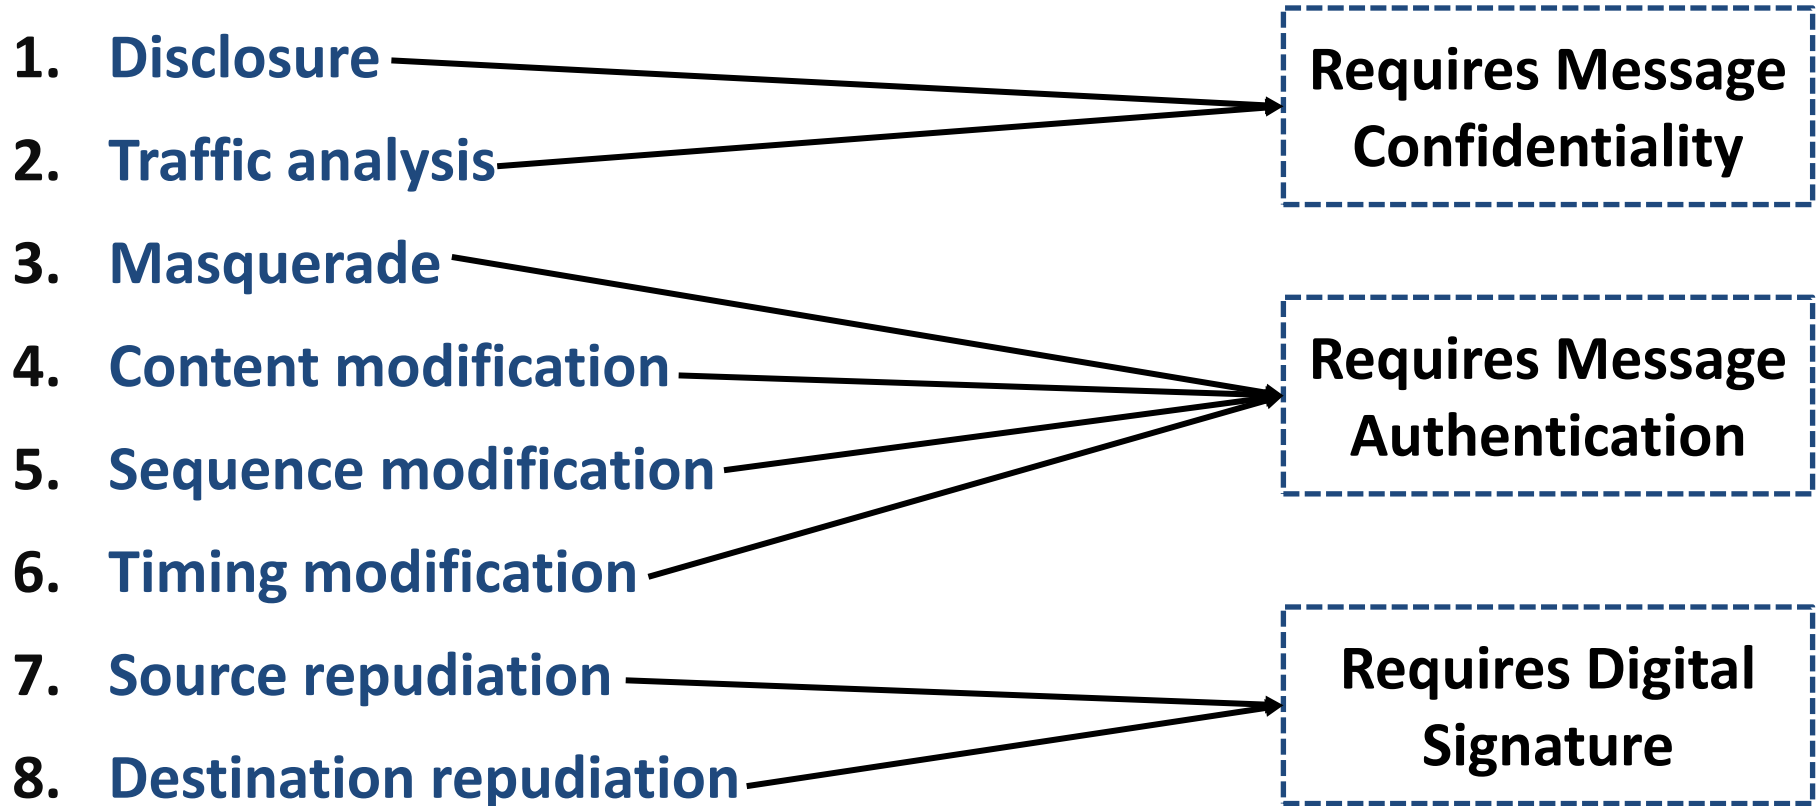 1. Disclosure
2. Traffic analysis
3. Masquerade
4. Content modification
5. Sequence modification
6. Timing modification
7. Source repudiation
8. Destination repudiation
Requires Message
Confidentiality
Requires Message
Authentication
Requires Digital
Signature